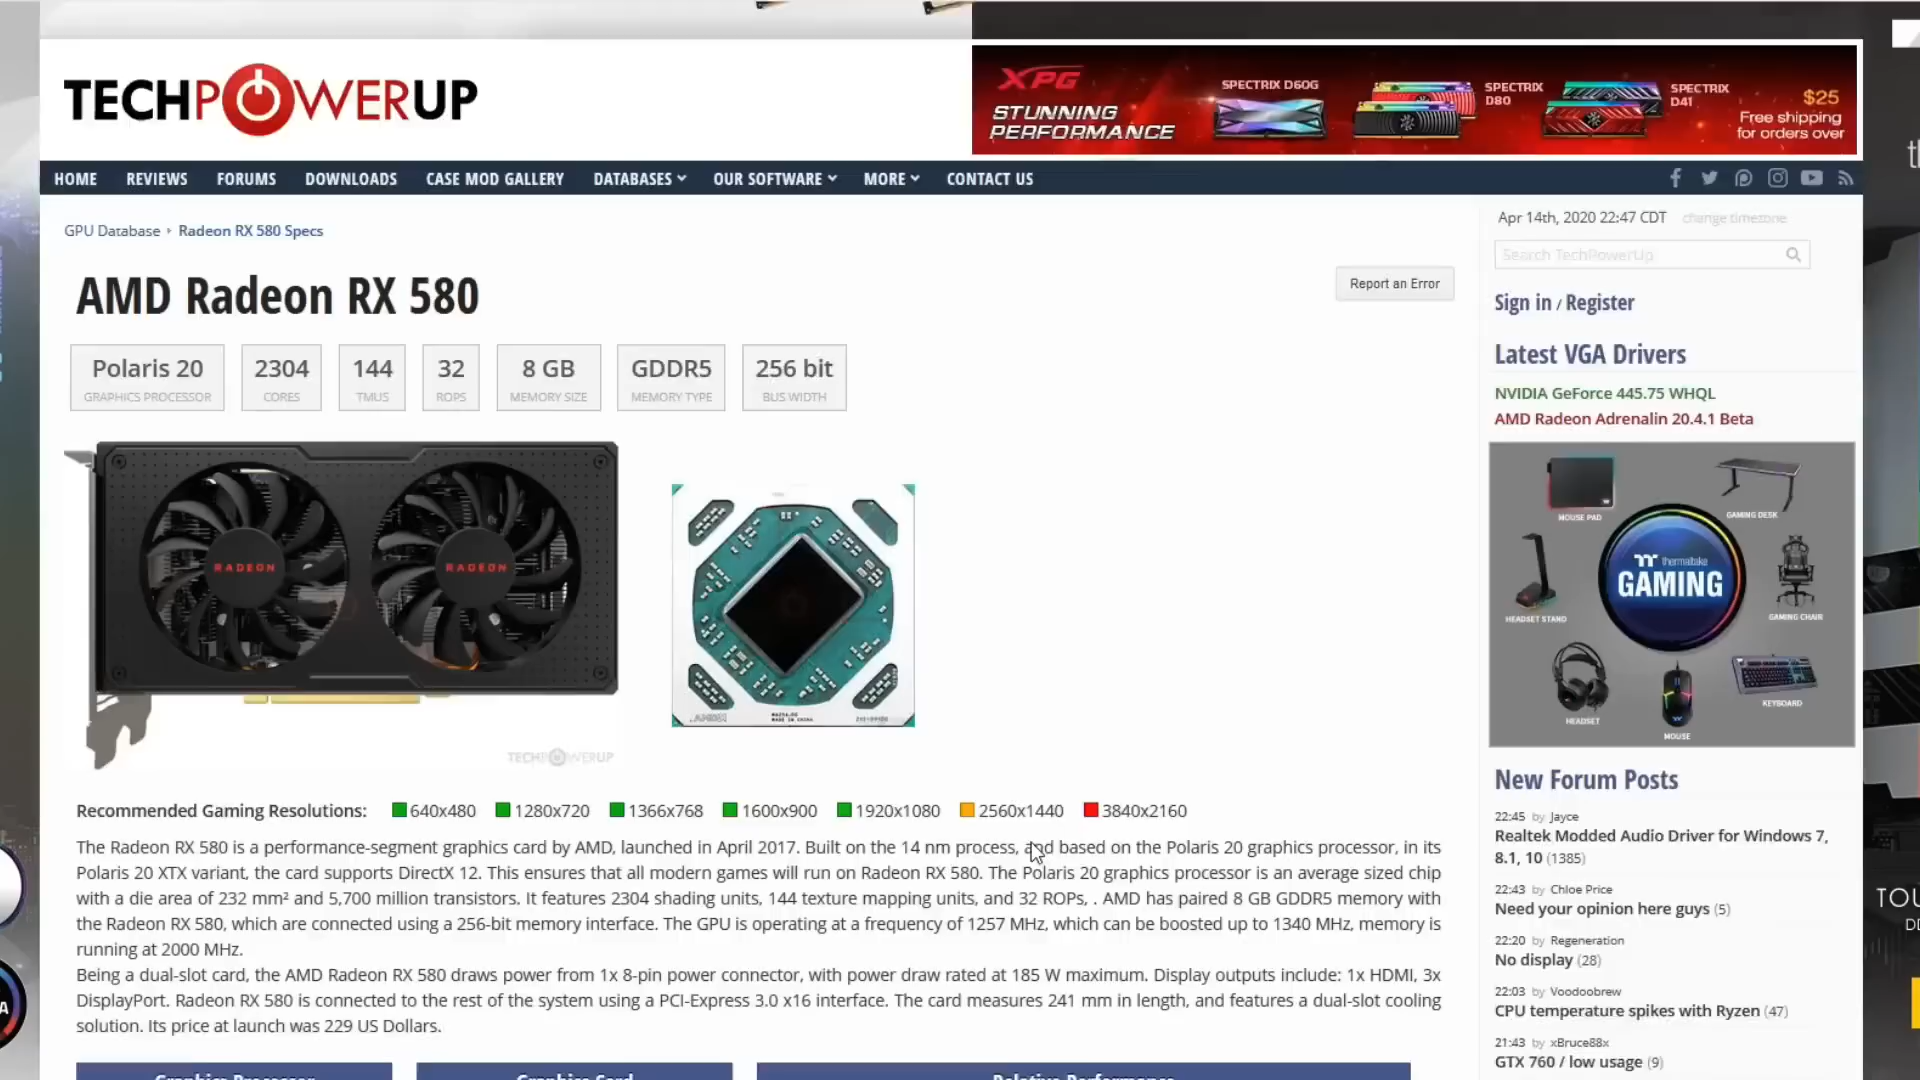 TECHPOWERUP
XPG
STUNNING
PERFORMANCE
SPECTRIX D60G
SPECTRIX
D80
SPECTRIX
D41
$25
Free shipping
for orders over
HOME REVIEWS FORUMS DOWNLOADS CASE MOD GALLERY DATABASES OUR SOFTWARE MORE CONTACT US
GPU Database Radeon RX 580 Specs
AMD Radeon RX 580
Report an Error
Polaris 20 2304 144 32 8 GB GDDR5 256 bit
GRAPHICS PROCESSOR CORES TMUS ROPS MEMORY SIZE MEMORY TYPE BUS WIDTH
RADEON RADEON
TECHPOWERUP
Recommended Gaming Resolutions: 640x480 1280x720 1366x768 1600x900 1920x1080 2560x1440 3840x2160
The Radeon RX 580 is a performance-segment graphics card by AMD, launched in April 2017. Built on the 14 nm process, and based on the Polaris 20 graphics processor, in its
Polaris 20 XTX variant, the card supports DirectX 12. This ensures that all modern games will run on Radeon RX 580. The Polaris 20 graphics processor is an average sized chip
with a die area of 232 mm² and 5,700 million transistors. It features 2304 shading units, 144 texture mapping units, and 32 ROPs, . AMD has paired 8 GB GDDR5 memory with
the Radeon RX 580, which are connected using a 256-bit memory interface. The GPU is operating at a frequency of 1257 MHz, which can be boosted up to 1340 MHz, memory is
running at 2000 MHz.
Being a dual-slot card, the AMD Radeon RX 580 draws power from 1x 8-pin power connector, with power draw rated at 185 W maximum. Display outputs include: 1x HDMI, 3x
DisplayPort. Radeon RX 580 is connected to the rest of the system using a PCI-Express 3.0 x16 interface. The card measures 241 mm in length, and features a dual-slot cooling
solution. Its price at launch was 229 US Dollars.
Graphics Processor Graphics Card Relative Performance
Apr 14th, 2020 22:47 CDT change timezone
Search TechPowerUp
Sign in / Register
Latest VGA Drivers
NVIDIA GeForce 445.75 WHQL
AMD Radeon Adrenalin 20.4.1 Beta
MOUSE PAD
GAMING DESK
thermaltake
GAMING
HEADSET STAND
GAMING CHAIR
HEADSET
MOUSE
KEYBOARD
New Forum Posts
22:45 by Jayce
Realtek Modded Audio Driver for Windows 7,
8.1, 10 (1385)
22:43 by Chloe Price
Need your opinion here guys (5)
22:20 by Regeneration
No display (28)
22:03 by Voodoobrew
CPU temperature spikes with Ryzen (47)
21:43 by xBruce88x
GTX 760 / low usage (9)